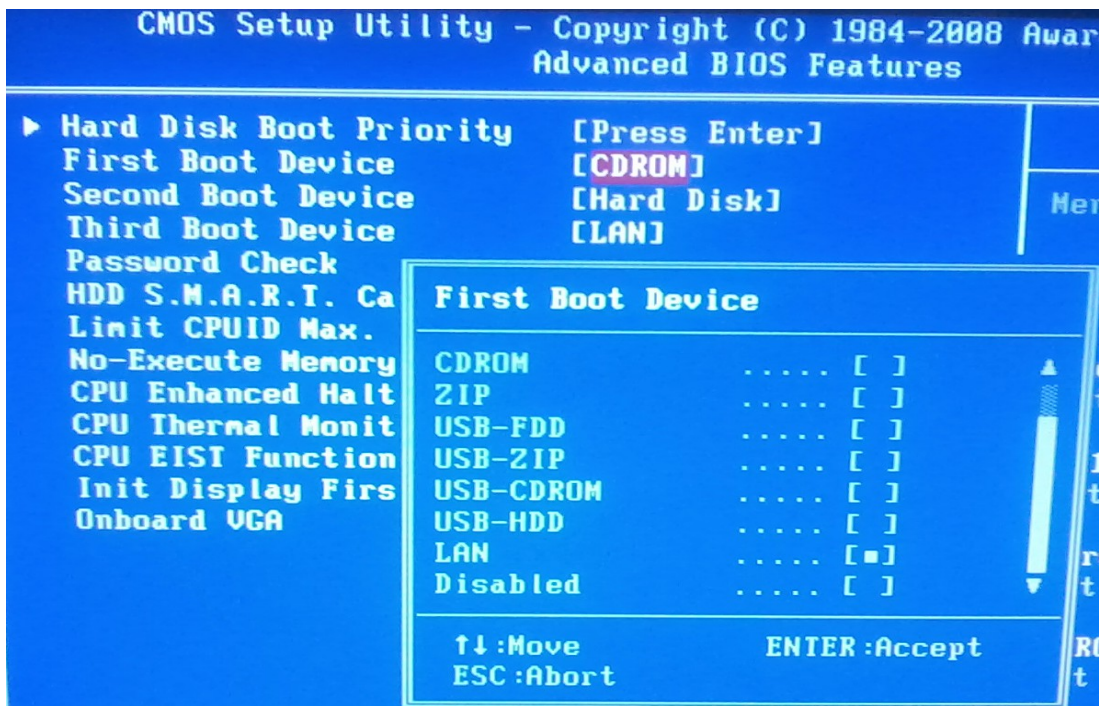 CMOS Setup Utility - Copyright (C) 1984-2008 Awar
Advanced BIOS Features
▶ Hard Disk Boot Priority [Press Enter]
First Boot Device [CDROM]
Second Boot Device [Hard Disk]
Third Boot Device [LAN]
Password Check
HDD S.M.A.R.T. Ca
Limit CPUID Max.
No-Execute Memory
CPU Enhanced Halt
CPU Thermal Monit
CPU EIST Function
Init Display Firs
Onboard VGA
First Boot Device
CDROM ..... [ ]
ZIP ..... [ ]
USB-FDD ..... [ ]
USB-ZIP ..... [ ]
USB-CDROM ..... [ ]
USB-HDD ..... [ ]
LAN ..... [■]
Disabled ..... [ ]
↑↓:Move ENTER:Accept
ESC:Abort